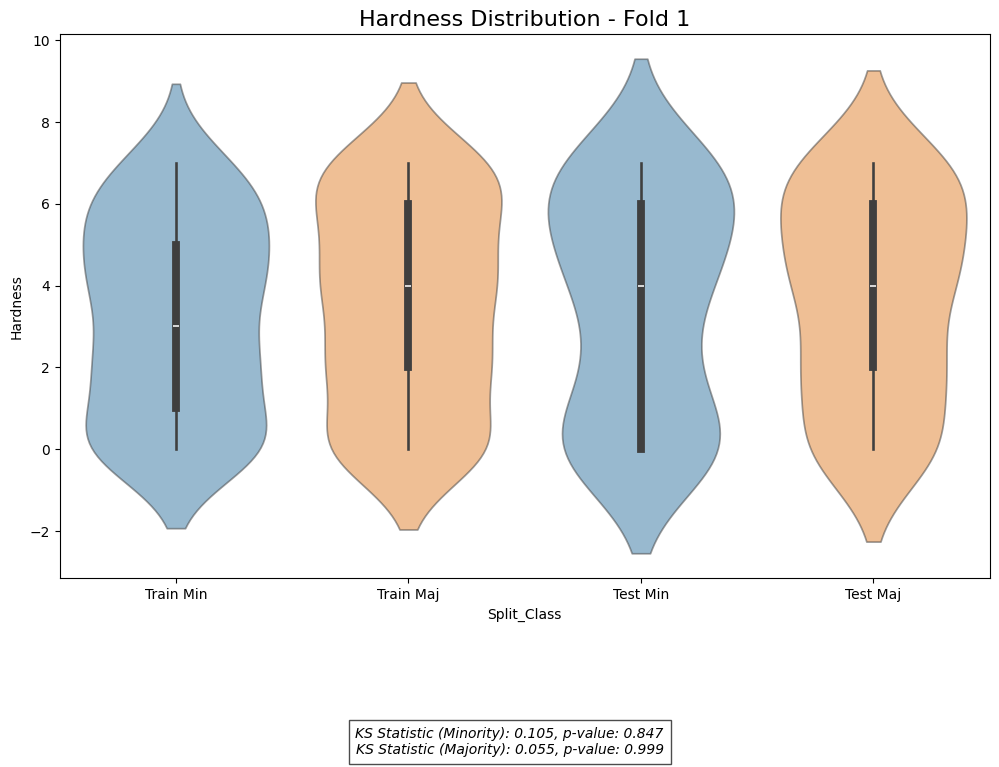 Hardness Distribution - Fold 1
10
8
6
4
2
0
−2
Hardness
Train Min
Train Maj
Test Min
Test Maj
Split_Class
KS Statistic (Minority): 0.105, p-value: 0.847
KS Statistic (Majority): 0.055, p-value: 0.999